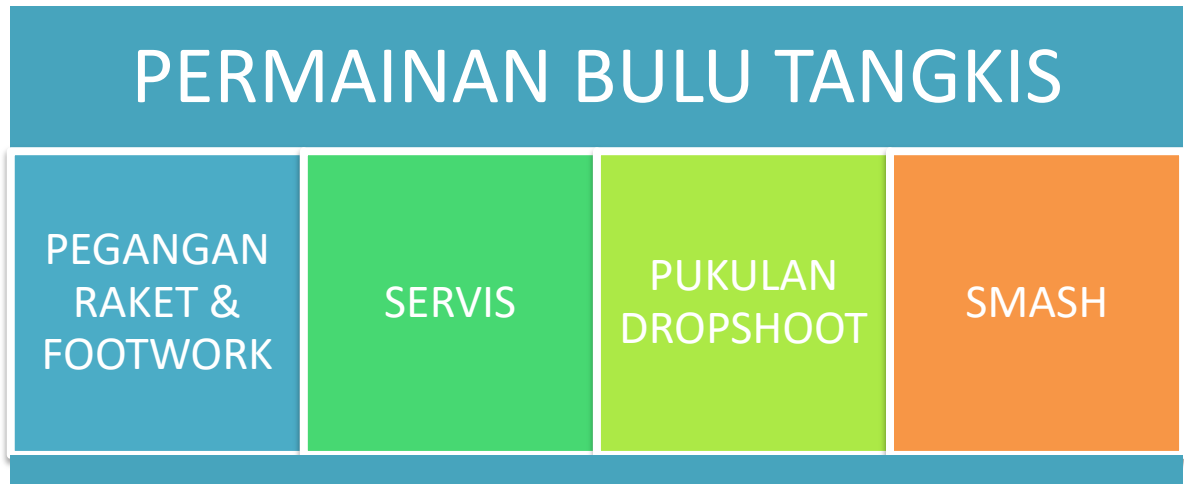 PERMAINAN BULU TANGKIS
PEGANGAN
RAKET &
FOOTWORK
SERVIS
PUKULAN
DROPSHOOT
SMASH